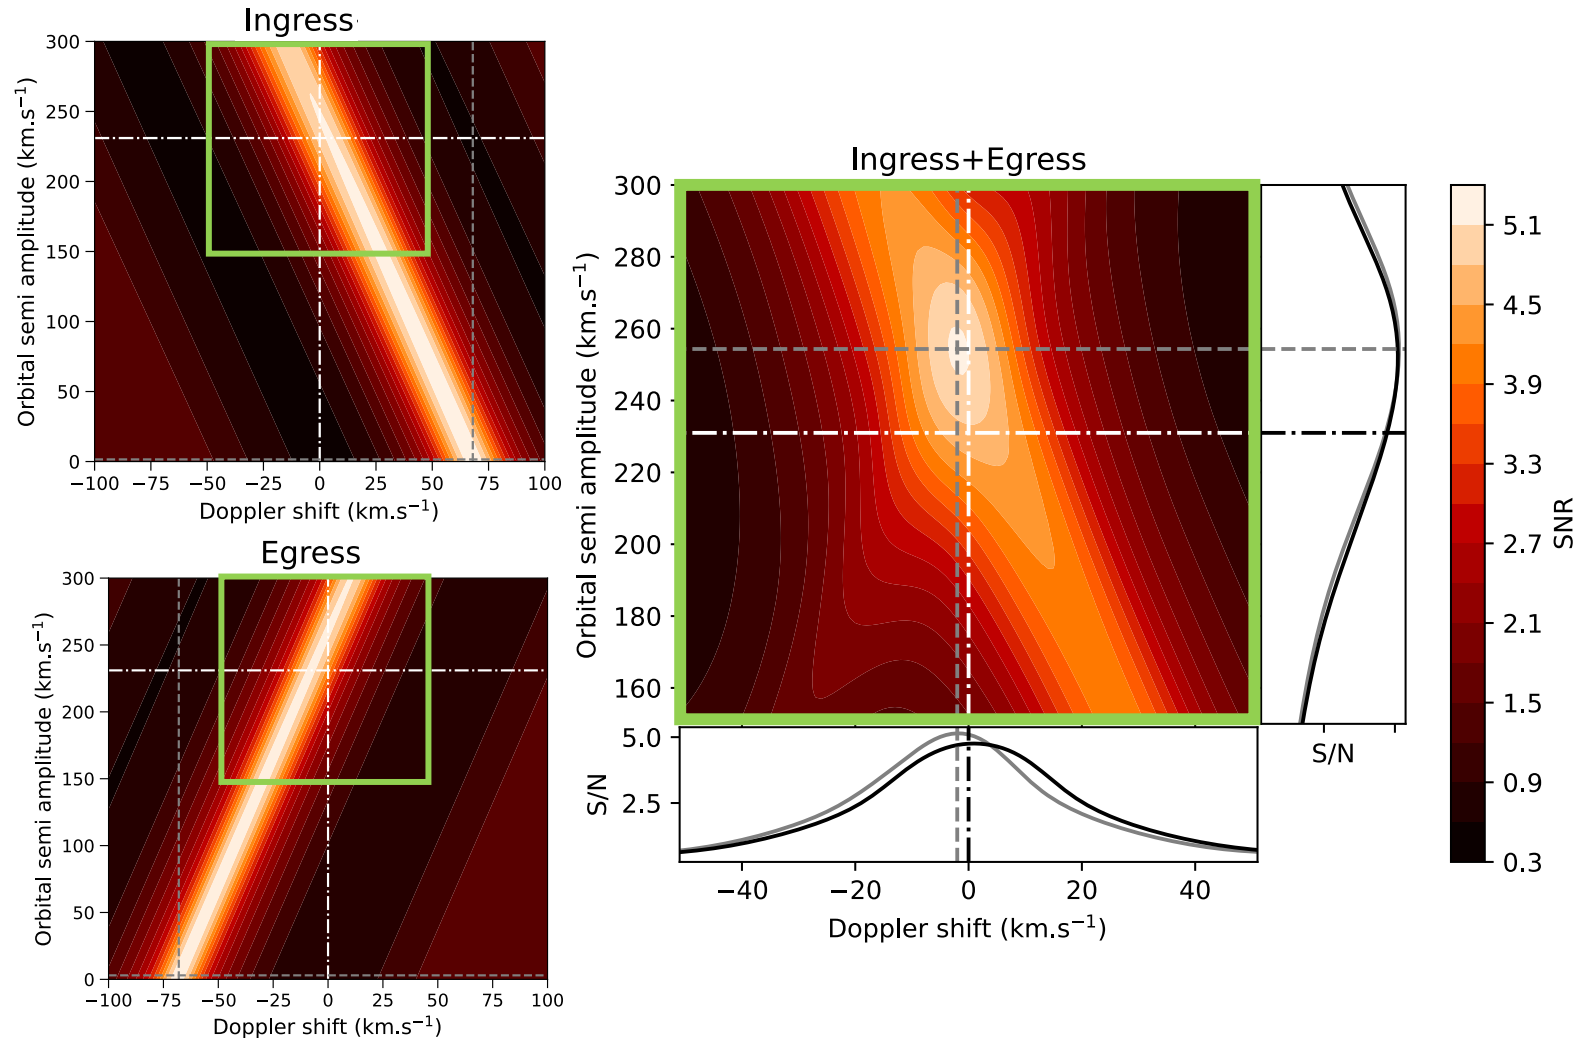 Ingress
300
250
200
150
100
50
0
−100 −75 −50 −25 0 25 50 75 100
Orbital semi amplitude (km.s⁻¹)
Doppler shift (km.s⁻¹)
Egress
300
250
200
150
100
50
0
−100 −75 −50 −25 0 25 50 75 100
Orbital semi amplitude (km.s⁻¹)
Doppler shift (km.s⁻¹)
Ingress+Egress
300
280
260
240
220
200
180
160
Orbital semi amplitude (km.s⁻¹)
S/N
5.0
2.5
S/N
−40 −20 0 20 40
Doppler shift (km.s⁻¹)
5.1
4.5
3.9
3.3
2.7
2.1
1.5
0.9
0.3
SNR